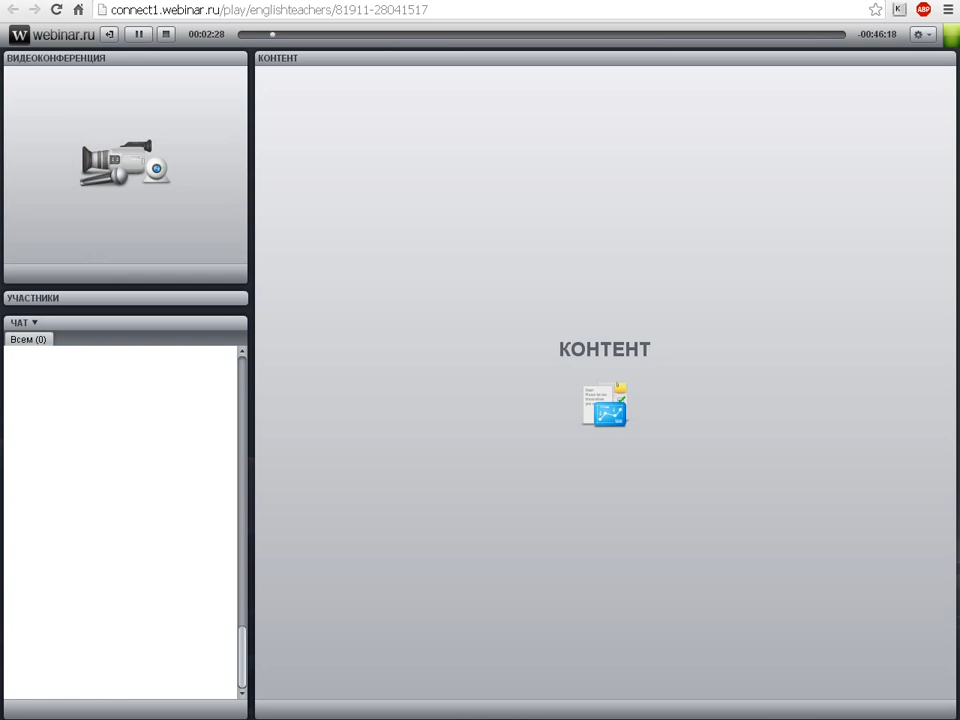 connect1.webinar.ru/play/englishteachers/81911-28041517
K
ABP
W webinar.ru
00:02:28
-00:46:18
ВИДЕОКОНФЕРЕНЦИЯ
КОНТЕНТ
УЧАСТНИКИ
ЧАТ
Всем (0)
КОНТЕНТ